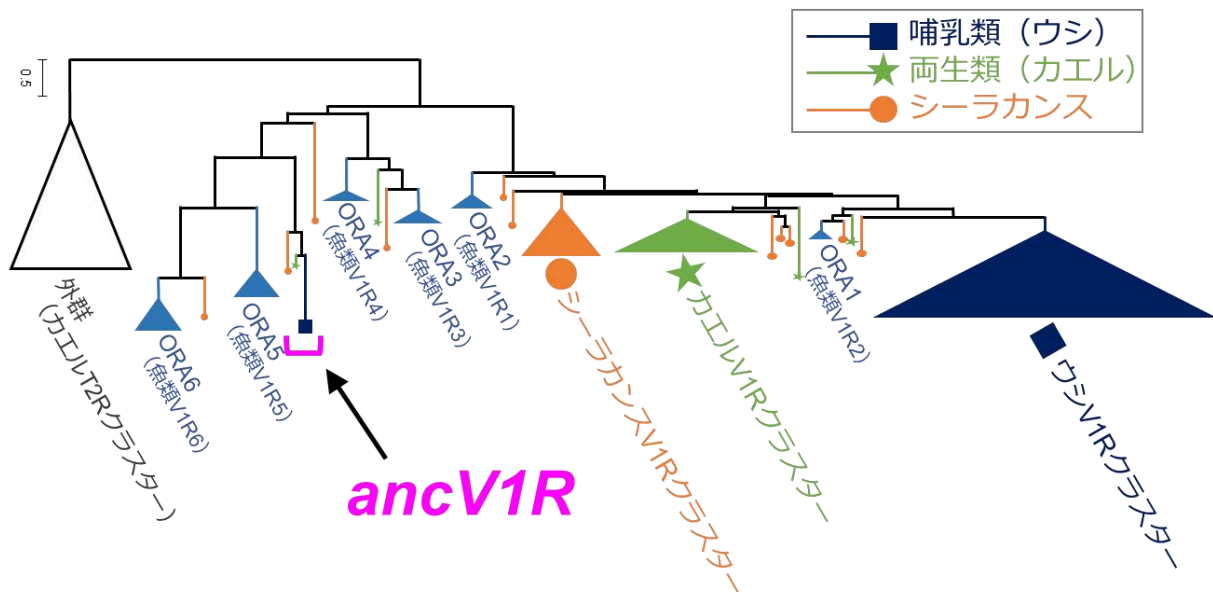 哺乳類（ウシ）
両生類（カエル）
シーラカンス
0.5
外群
（カエルT2Rクラスター）
ORA6
（魚類V1R6）
ORA5
（魚類V1R5）
ancV1R
ORA4
（魚類V1R4）
ORA3
（魚類V1R3）
ORA2
（魚類V1R1）
シーラカンスV1Rクラスター
カエルV1Rクラスター
ORA1
（魚類V1R2）
ウシV1Rクラスター